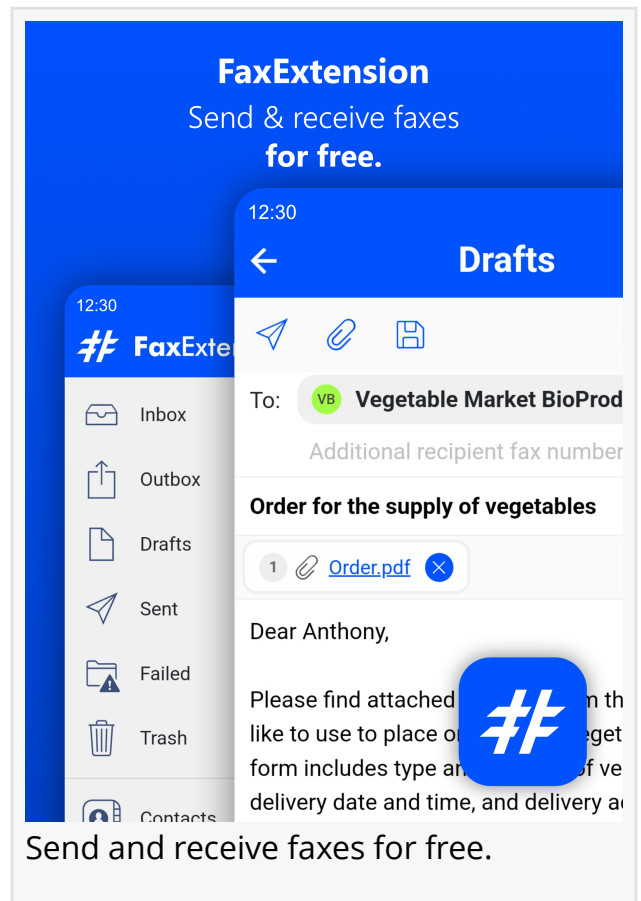 FaxExtension
Send & receive faxes
for free.
12:30
Drafts
12:30
FaxExte
Inbox
Outbox
Drafts
Sent
Failed
Trash
Contacts
To: VB Vegetable Market BioProd
Additional recipient fax number
Order for the supply of vegetables
1 Order.pdf
Dear Anthony,
Please find attached
like to use to place
form includes type of ve
delivery date and time, and delivery
Send and receive faxes for free.